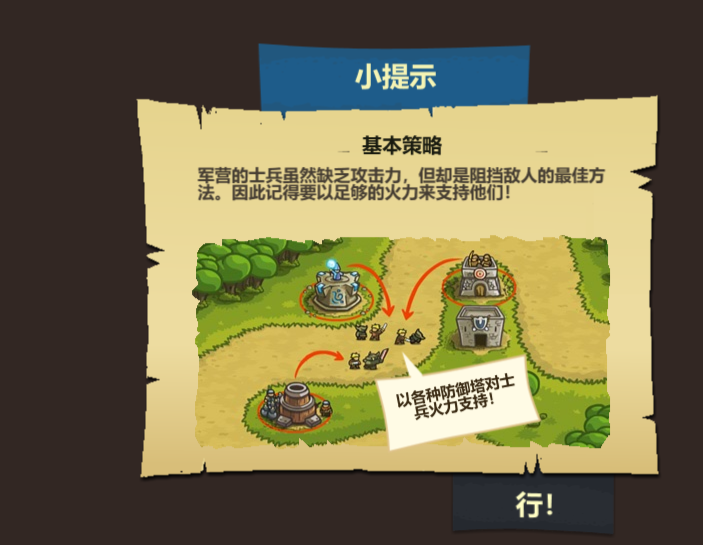 小提示
基本策略
军营的士兵虽然缺乏攻击力，但却是阻挡敌人的最佳方
法。因此记得要以足够的火力来支持他们！
以各种防御塔对士
兵火力支持！
行！